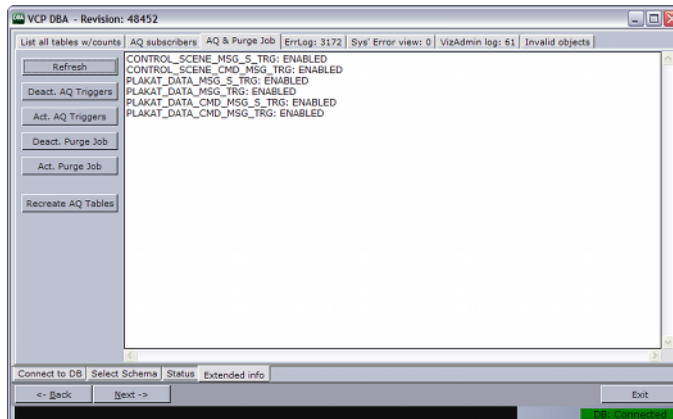 DBA VCP DBA - Revision: 48452
List all tables w/counts AQ subscribers AQ & Purge Job ErrLog: 3172 Sys' Error view: 0 VizAdmin log: 61 Invalid objects
Refresh
Deact. AQ Triggers
Act. AQ Triggers
Deact. Purge Job
Act. Purge Job
Recreate AQ Tables
CONTROL_SCENE_MSG_S_TRG: ENABLED
CONTROL_SCENE_CMD_MSG_TRG: ENABLED
PLAKAT_DATA_MSG_S_TRG: ENABLED
PLAKAT_DATA_MSG_TRG: ENABLED
PLAKAT_DATA_CMD_MSG_S_TRG: ENABLED
PLAKAT_DATA_CMD_MSG_TRG: ENABLED
Connect to DB Select Schema Status Extended info
<- Back Next -> Exit
DB: Connected